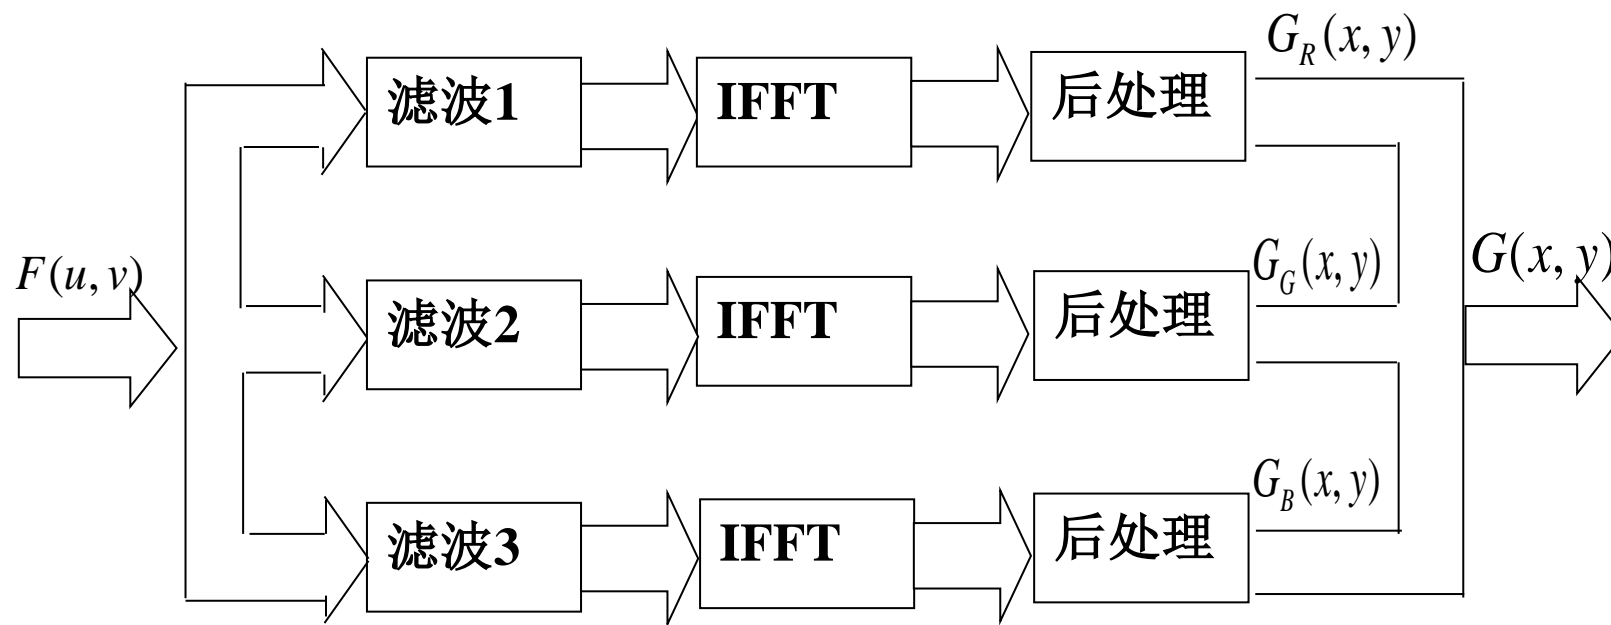 G_R(x, y)
滤波1 IFFT 后处理
F(u, v)
G_G(x, y)
G(x, y)
滤波2 IFFT 后处理
G_B(x, y)
滤波3 IFFT 后处理